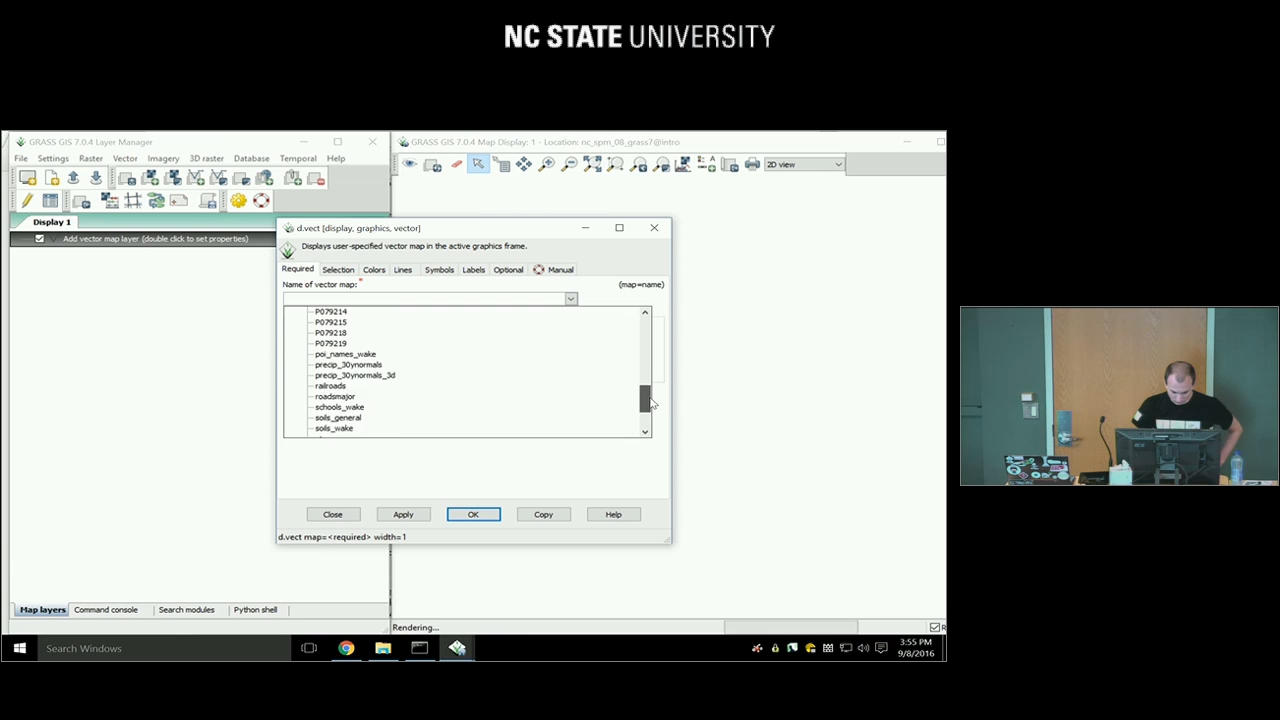 NC STATE UNIVERSITY
GRASS GIS 7.0.4 Layer Manager
File Settings Raster Vector Imagery 3D raster Database Temporal Help
Display 1
Add vector map layer (double click to set properties)
GRASS GIS 7.0.4 Map Display: 1 - Location: nc_spm_08_grass7@intro
2D view
d.vect [display, graphics, vector]
Displays user-specified vector map in the active graphics frame.
Required Selection Colors Lines Symbols Labels Optional Manual
Name of vector map: * (map=name)
P079214
P079215
P079218
P079219
poi_names_wake
precip_30ynormals
precip_30ynormals_3d
railroads
roadsmajor
schools_wake
soils_general
soils_wake
Close Apply OK Copy Help
d.vect map=<required> width=1
Map layers Command console Search modules Python shell
Rendering...
Search Windows
3:55 PM
9/8/2016